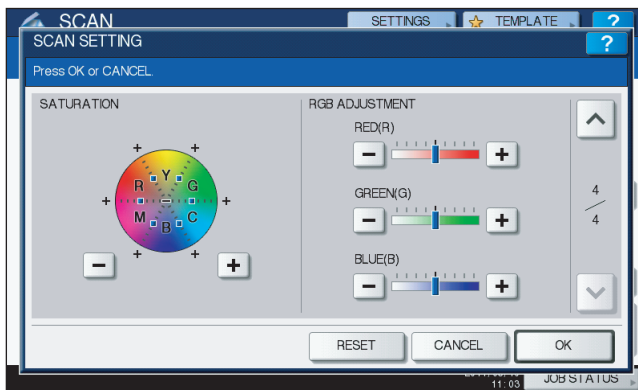 SCAN
SETTINGS
TEMPLATE
?
SCAN SETTING
?
Press OK or CANCEL.
SATURATION
+ +
Y
R G
+ - +
M C
B
+ +
- +
RGB ADJUSTMENT
RED(R)
- +
GREEN(G)
- +
BLUE(B)
- +
4
4
RESET
CANCEL
OK
11:03
JOB STATUS